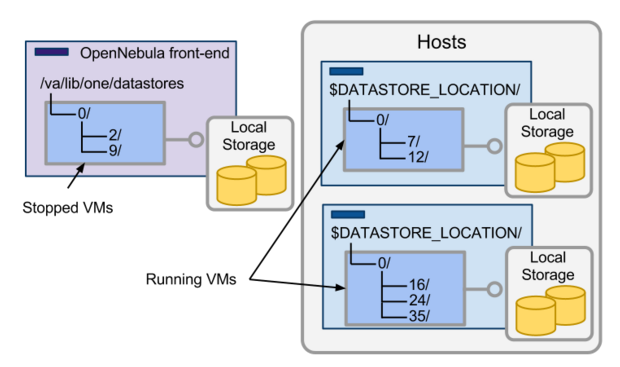 OpenNebula front-end
/va/lib/one/datastores
0/
2/
9/
Local
Storage
Stopped VMs
Hosts
$DATASTORE_LOCATION/
0/
7/
12/
Local
Storage
Running VMs
$DATASTORE_LOCATION/
0/
16/
24/
35/
Local
Storage